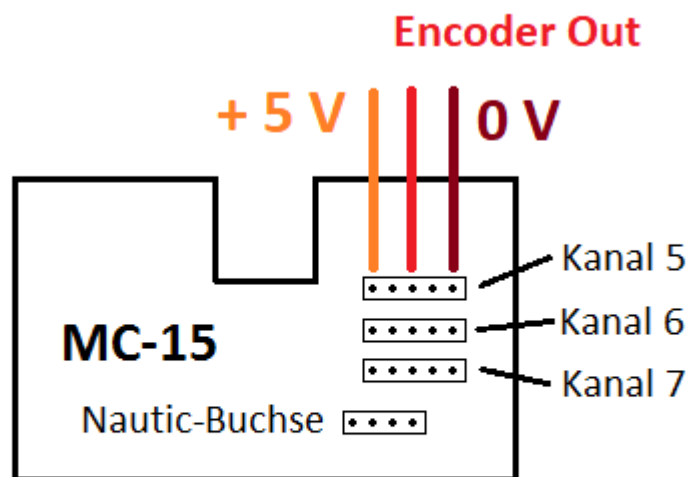 Encoder Out
+ 5 V
0 V
Kanal 5
Kanal 6
MC-15
Kanal 7
Nautic-Buchse